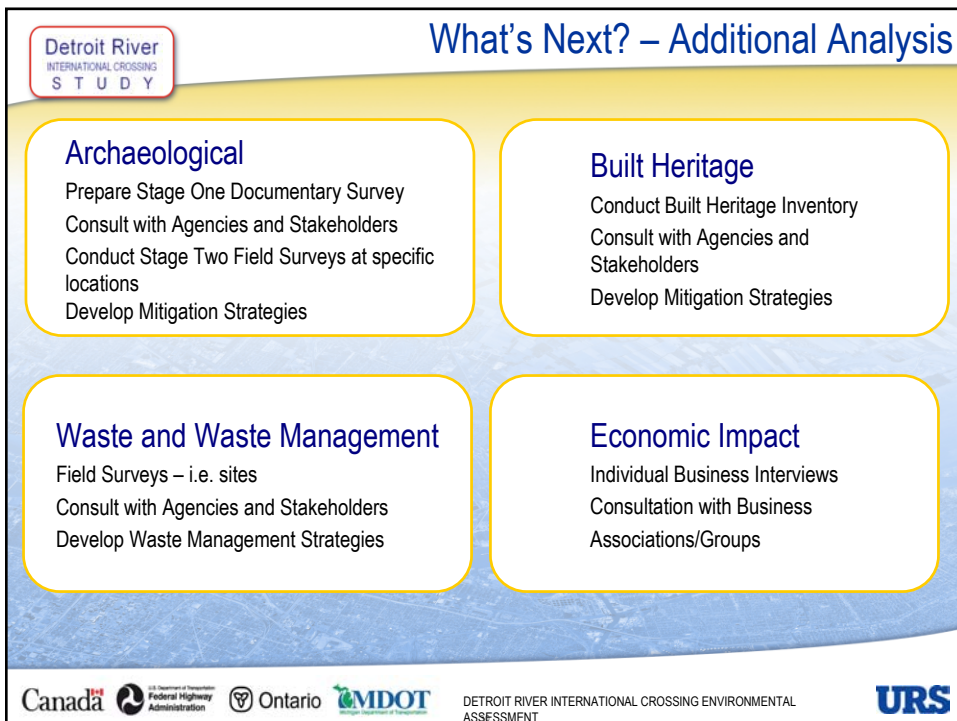 Detroit River
INTERNATIONAL CROSSING
S T U D Y
What's Next? – Additional Analysis
Archaeological
Prepare Stage One Documentary Survey
Consult with Agencies and Stakeholders
Conduct Stage Two Field Surveys at specific
locations
Develop Mitigation Strategies
Built Heritage
Conduct Built Heritage Inventory
Consult with Agencies and
Stakeholders
Develop Mitigation Strategies
Waste and Waste Management
Field Surveys – i.e. sites
Consult with Agencies and Stakeholders
Develop Waste Management Strategies
Economic Impact
Individual Business Interviews
Consultation with Business
Associations/Groups
Canada
U.S. Department of Transportation
Federal Highway
Administration
Ontario
MDOT
Michigan Department of Transportation
DETROIT RIVER INTERNATIONAL CROSSING ENVIRONMENTAL
ASSESSMENT
URS